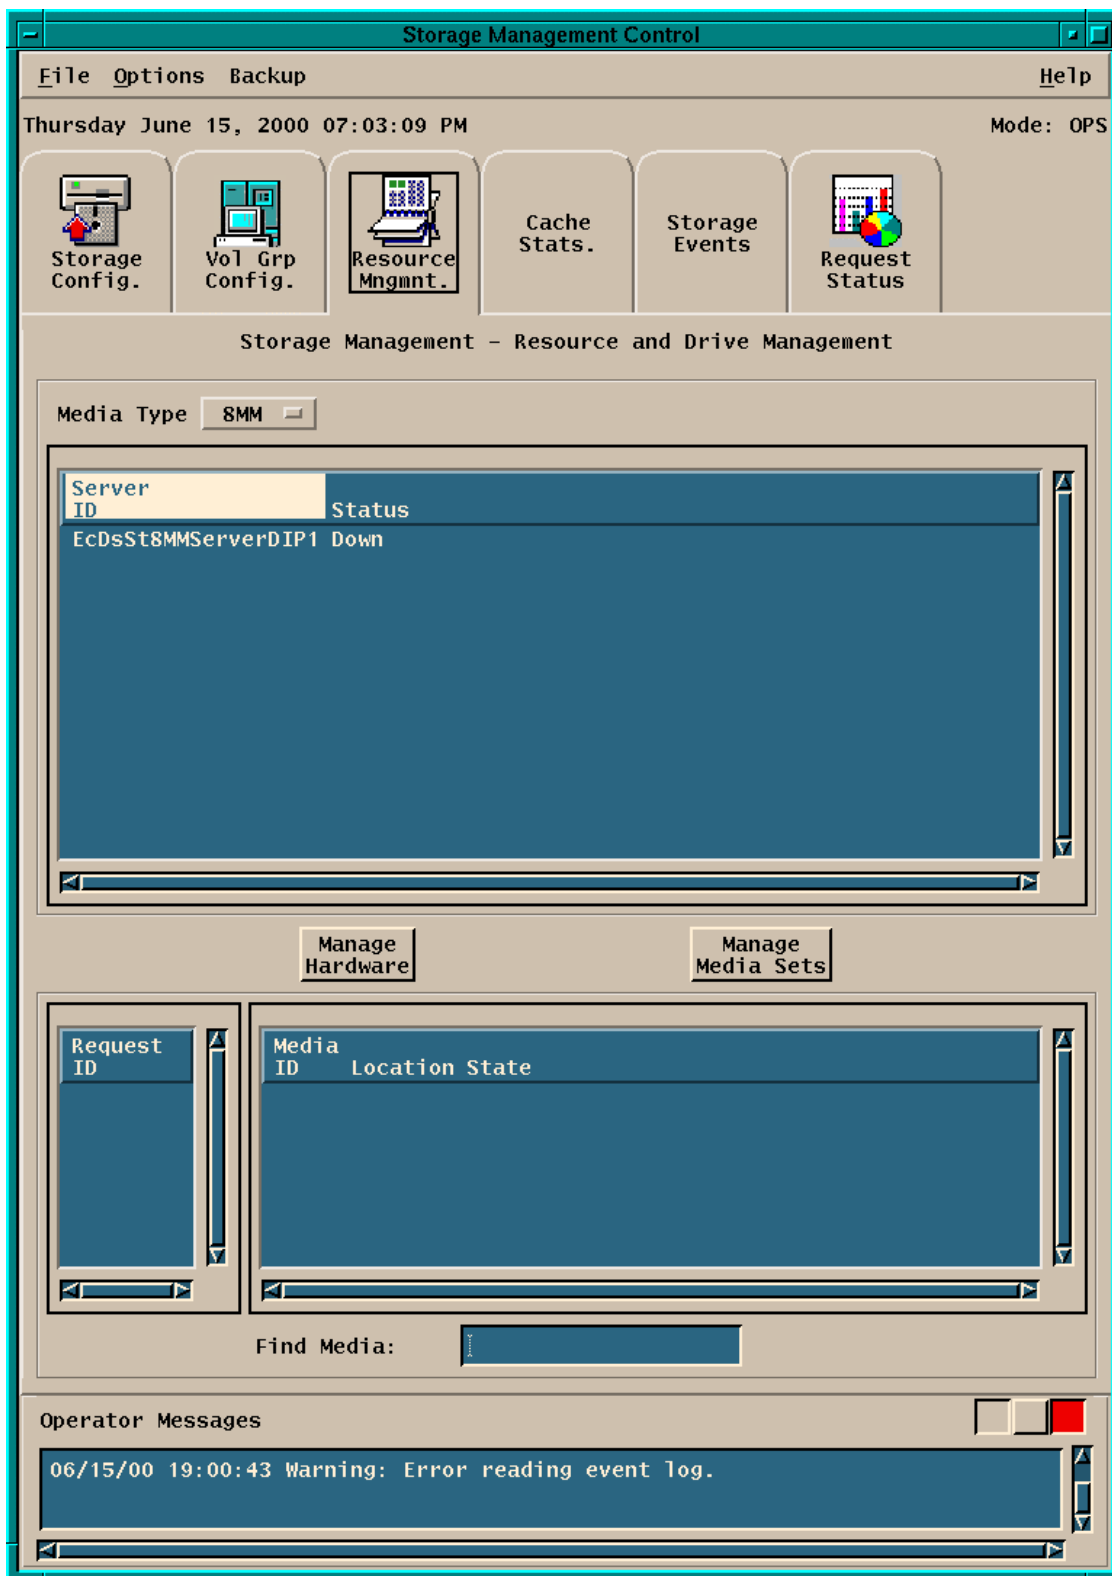 Storage Management Control
File Options Backup Help
Thursday June 15, 2000 07:03:09 PM Mode: OPS
Storage
Config.
Vol Grp
Config.
Resource
Mngmnt.
Cache
Stats.
Storage
Events
Request
Status
Storage Management – Resource and Drive Management
Media Type 8MM
Server
ID Status
EcDsSt8MMServerDIP1 Down
Manage
Hardware
Manage
Media Sets
Request
ID
Media
ID Location State
Find Media:
Operator Messages
06/15/00 19:00:43 Warning: Error reading event log.